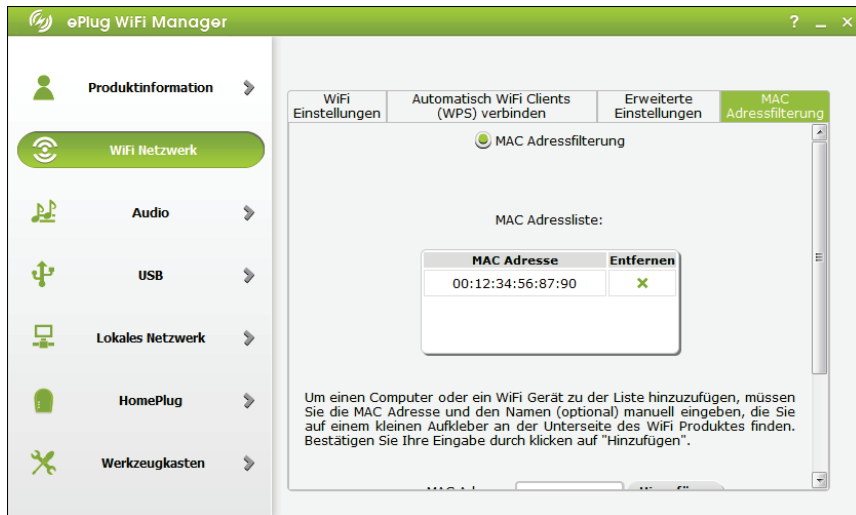 ePlug WiFi Manager
?
Produktinformation
WiFi Netzwerk
Audio
USB
Lokales Netzwerk
HomePlug
Werkzeugkasten
WiFi
Einstellungen
Automatisch WiFi Clients
(WPS) verbinden
Erweiterte
Einstellungen
MAC
Adressfilterung
MAC Adressfilterung
MAC Adressliste:
MAC Adresse Entfernen
00:12:34:56:87:90
Um einen Computer oder ein WiFi Gerät zu der Liste hinzuzufügen, müssen
Sie die MAC Adresse und den Namen (optional) manuell eingeben, die Sie
auf einem kleinen Aufkleber an der Unterseite des WiFi Produktes finden.
Bestätigen Sie Ihre Eingabe durch klicken auf "Hinzufügen".